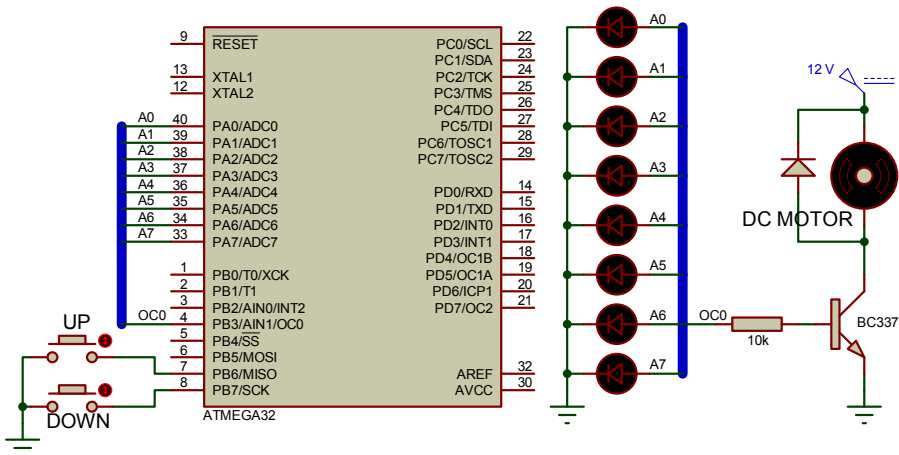 9 RESET PC0/SCL 22
PC1/SDA 23
13 XTAL1 PC2/TCK 24
12 XTAL2 PC3/TMS 25
PC4/TDO 26
A0 40 PA0/ADC0 PC5/TDI 27
A1 39 PA1/ADC1 PC6/TOSC1 28
A2 38 PA2/ADC2 PC7/TOSC2 29
A3 37 PA3/ADC3
A4 36 PA4/ADC4 PD0/RXD 14
A5 35 PA5/ADC5 PD1/TXD 15
A6 34 PA6/ADC6 PD2/INT0 16
A7 33 PA7/ADC7 PD3/INT1 17
PD4/OC1B 18
1 PB0/T0/XCK PD5/OC1A 19
2 PB1/T1 PD6/ICP1 20
3 PB2/AIN0/INT2 PD7/OC2 21
OC0 4 PB3/AIN1/OC0
5 PB4/SS
6 PB5/MOSI
7 PB6/MISO AREF 32
8 PB7/SCK AVCC 30
ATMEGA32
UP
DOWN
A0
A1
A2
A3
A4
A5
A6
A7
OC0
10k
12 V
DC MOTOR
BC337